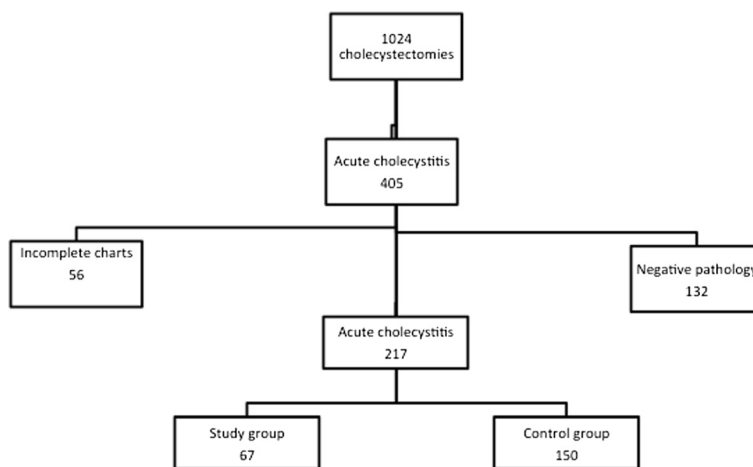 1024
cholecystectomies
Acute cholecystitis
405
Incomplete charts
56
Negative pathology
132
Acute cholecystitis
217
Study group
67
Control group
150